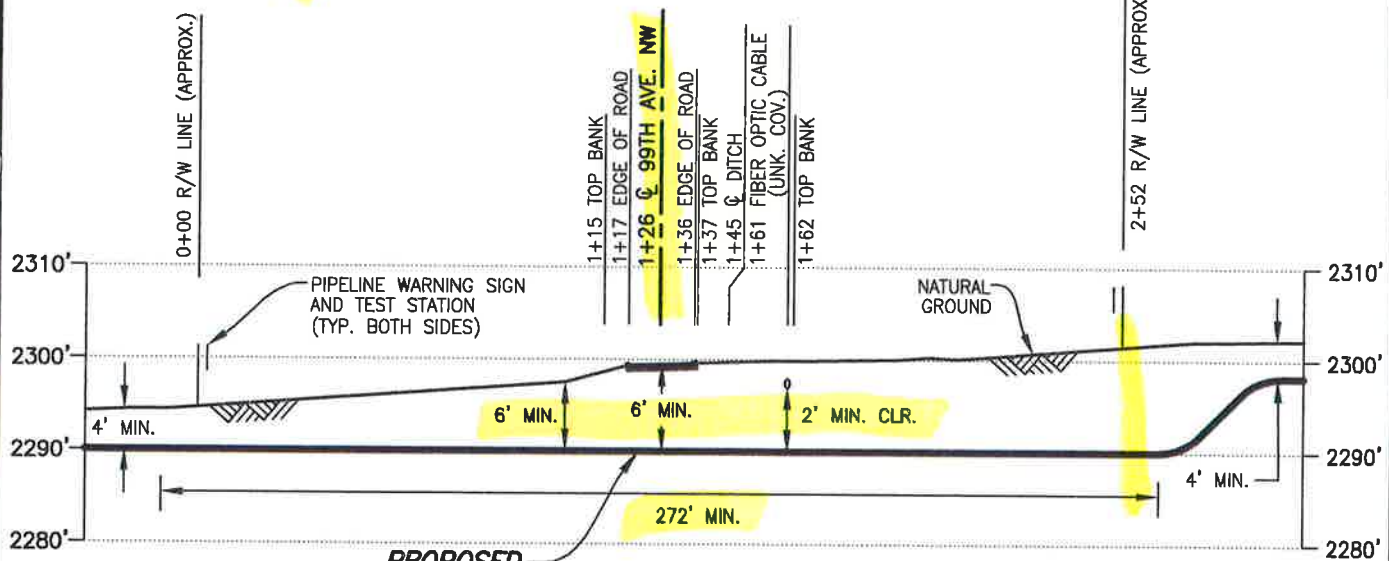 0+00 R/W LINE (APPROX.)
1+15 TOP BANK
1+17 EDGE OF ROAD
1+26 ℄ 99TH AVE. NW
1+36 EDGE OF ROAD
1+37 TOP BANK
1+45 ℄ DITCH
1+61 FIBER OPTIC CABLE
(UNK. COV.)
1+62 TOP BANK
2+52 R/W LINE (APPROX
2310'
2310'
PIPELINE WARNING SIGN
AND TEST STATION
(TYP. BOTH SIDES)
NATURAL
GROUND
2300'
2300'
4' MIN.
6' MIN.
6' MIN.
2' MIN. CLR.
2290'
2290'
4' MIN.
272' MIN.
2280'
2280'
PROPOSED